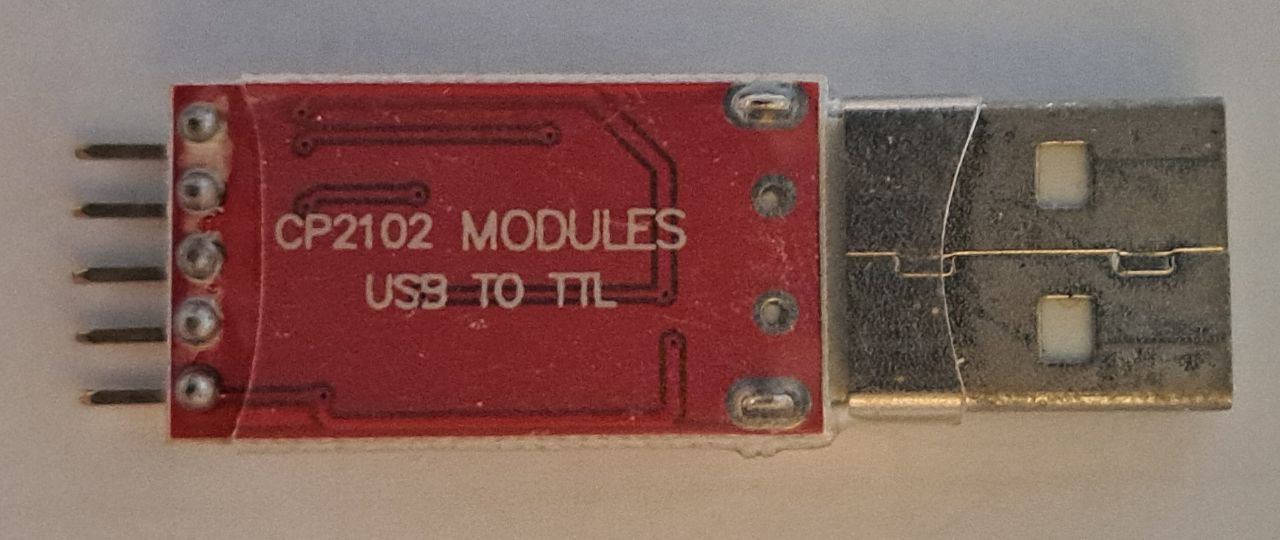 CP2102 MODULES
USB TO TTL